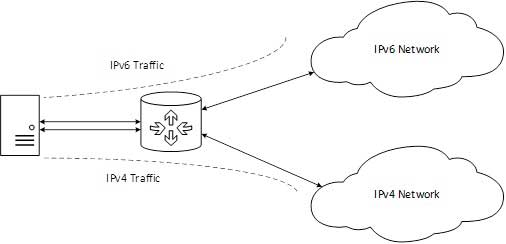 IPv6 Network
IPv6 Traffic
IPv4 Traffic
IPv4 Network